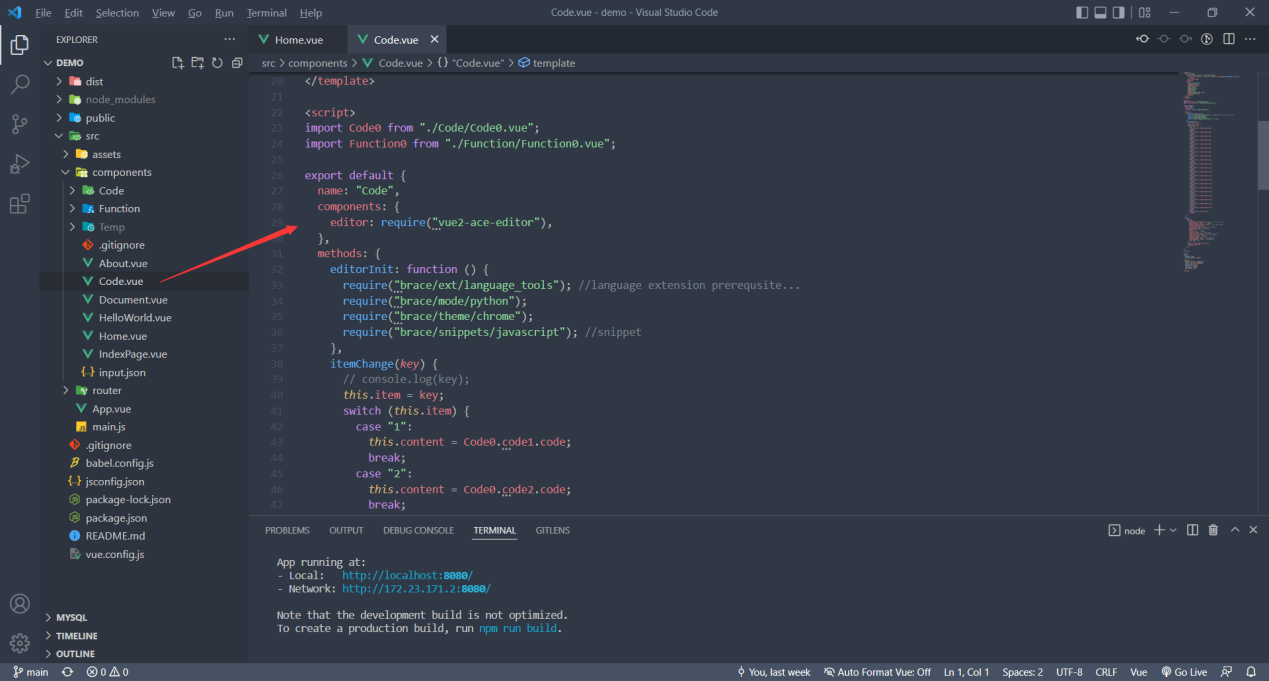 File Edit Selection View Go Run Terminal Help
Code.vue - demo - Visual Studio Code
EXPLORER
DEMO
dist
node_modules
public
src
assets
components
Code
Function
Temp
.gitignore
About.vue
Code.vue
Document.vue
HelloWorld.vue
Home.vue
IndexPage.vue
input.json
router
App.vue
main.js
.gitignore
babel.config.js
jsconfig.json
package-lock.json
package.json
README.md
vue.config.js
MYSQL
TIMELINE
OUTLINE
Home.vue Code.vue
src > components > Code.vue > {} "Code.vue" > template
20 </template>
21
22 <script>
23 import Code0 from "./Code/Code0.vue";
24 import Function0 from "./Function/Function0.vue";
25
26 export default {
27 name: "Code",
28 components: {
29 editor: require("vue2-ace-editor"),
},
31 methods: {
32 editorInit: function () {
33 require("brace/ext/language_tools"); //language extension prerequsite...
34 require("brace/mode/python");
35 require("brace/theme/chrome");
36 require("brace/snippets/javascript"); //snippet
37 },
38 itemChange(key) {
39 // console.log(key);
40 this.item = key;
41 switch (this.item) {
42 case "1":
43 this.content = Code0.code1.code;
44 break;
45 case "2":
46 this.content = Code0.code2.code;
47 break;
PROBLEMS OUTPUT DEBUG CONSOLE TERMINAL GITLENS
node
App running at:
- Local: http://localhost:8080/
- Network: http://172.23.171.2:8080/
Note that the development build is not optimized.
To create a production build, run npm run build.
main 0 0 You, last week Auto Format Vue: Off Ln 1, Col 1 Spaces: 2 UTF-8 CRLF Vue Go Live